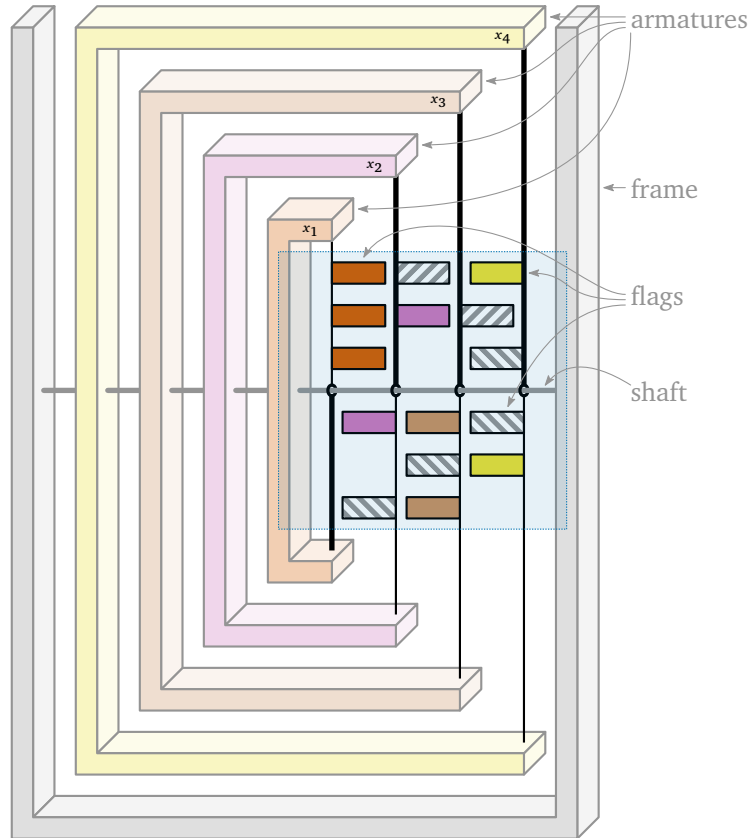 armatures
x₄
x₃
x₂
frame
x₁
flags
shaft